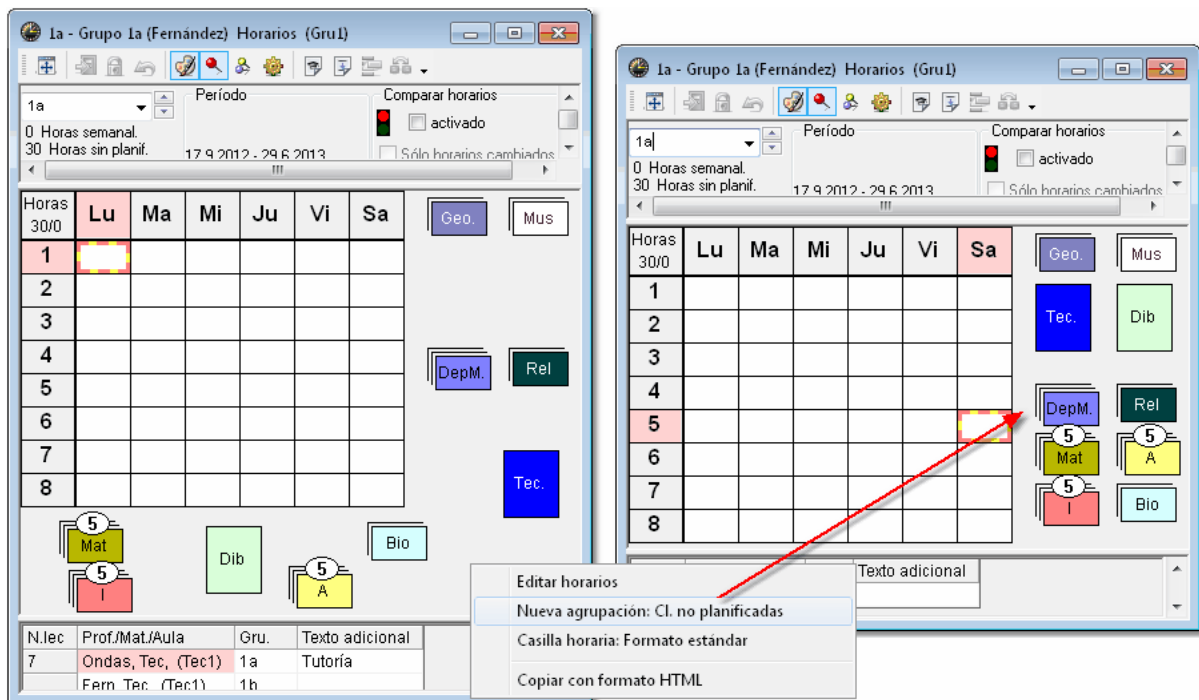 1a - Grupo 1a (Fernández) Horarios (Gru1)
1a
Período
Comparar horarios
activado
0 Horas semanal.
30 Horas sin planif.
17.9.2012 - 29.6.2013
Sólo horarios cambiados
Horas
30/0
Lu Ma Mi Ju Vi Sa
1
2
3
4
5
6
7
8
Geo. Mus
DepM. Rel
Tec.
5
Mat
Dib
Bio
5
I
5
A
N.lec Prof./Mat./Aula Gru. Texto adicional
7 Ondas, Tec, (Tec1) 1a Tutoría
Fern, Tec, (Tec1) 1b
Editar horarios
Nueva agrupación: Cl. no planificadas
Casilla horaria: Formato estándar
Copiar con formato HTML
1a - Grupo 1a (Fernández) Horarios (Gru1)
1a
Período
Comparar horarios
activado
0 Horas semanal.
30 Horas sin planif.
17.9.2012 - 29.6.2013
Sólo horarios cambiados
Horas
30/0
Lu Ma Mi Ju Vi Sa
1
2
3
4
5
6
7
8
Geo. Mus
Tec. Dib
DepM. Rel
5 5
Mat A
5
I Bio
Texto adicional